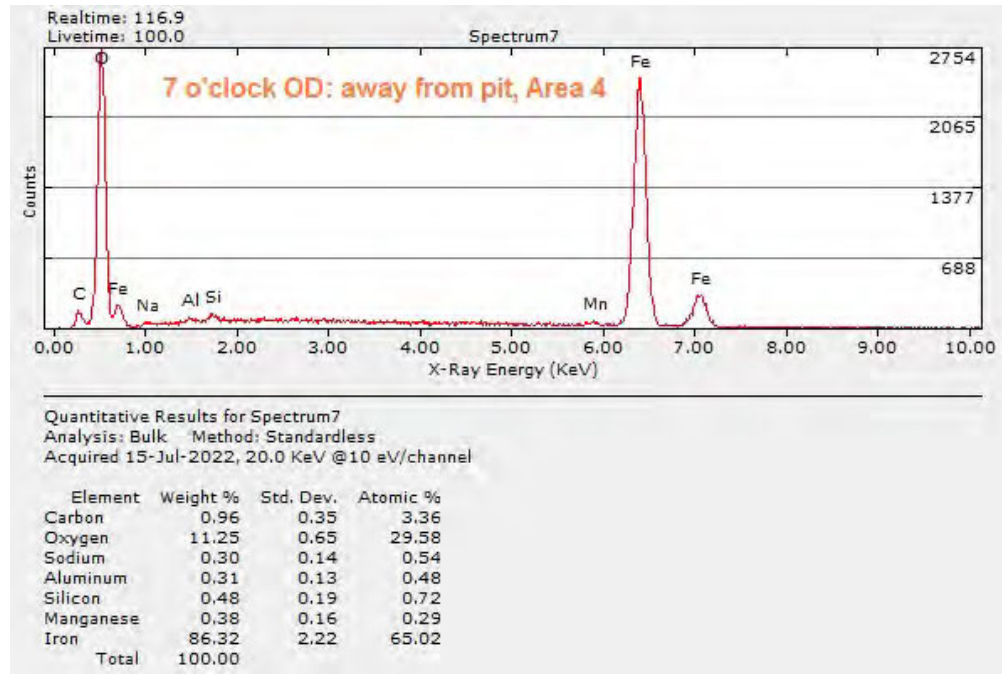 Realtime: 116.9
Livetime: 100.0
Spectrum7
7 o'clock OD: away from pit, Area 4
O
Fe
2754
2065
1377
688
Counts
C
Fe
Na
Al
Si
Mn
Fe
0.00 1.00 2.00 3.00 4.00 5.00 6.00 7.00 8.00 9.00 10.00
X-Ray Energy (KeV)
Quantitative Results for Spectrum7
Analysis: Bulk Method: Standardless
Acquired 15-Jul-2022, 20.0 KeV @10 eV/channel
Element Weight % Std. Dev. Atomic %
Carbon 0.96 0.35 3.36
Oxygen 11.25 0.65 29.58
Sodium 0.30 0.14 0.54
Aluminum 0.31 0.13 0.48
Silicon 0.48 0.19 0.72
Manganese 0.38 0.16 0.29
Iron 86.32 2.22 65.02
Total 100.00